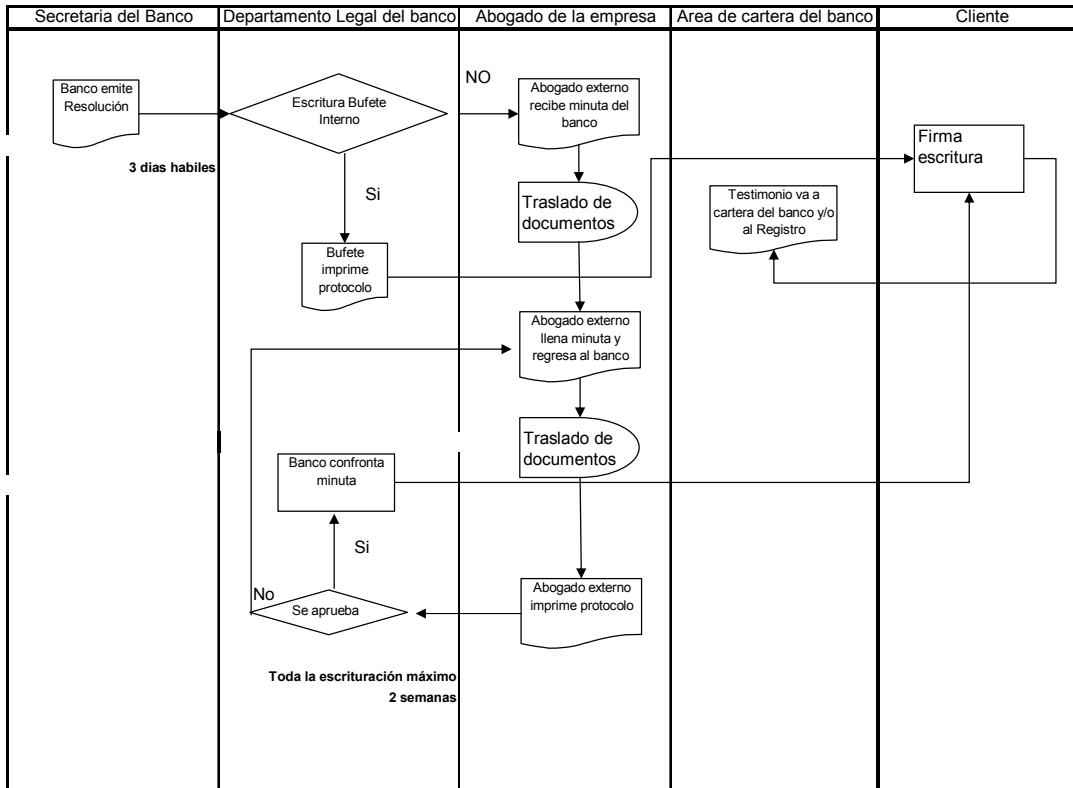 Secretaria del Banco
Departamento Legal del banco
Abogado de la empresa
Area de cartera del banco
Cliente
Banco emite
Resolución
3 dias habiles
Escritura Bufete
Interno
NO
Si
Abogado externo
recibe minuta del
banco
Firma
escritura
Traslado de
documentos
Testimonio va a
cartera del banco y/o
al Registro
Bufete
imprime
protocolo
Abogado externo
llena minuta y
regresa al banco
Traslado de
documentos
Banco confronta
minuta
Si
No
Se aprueba
Abogado externo
imprime protocolo
Toda la escrituración máximo
2 semanas